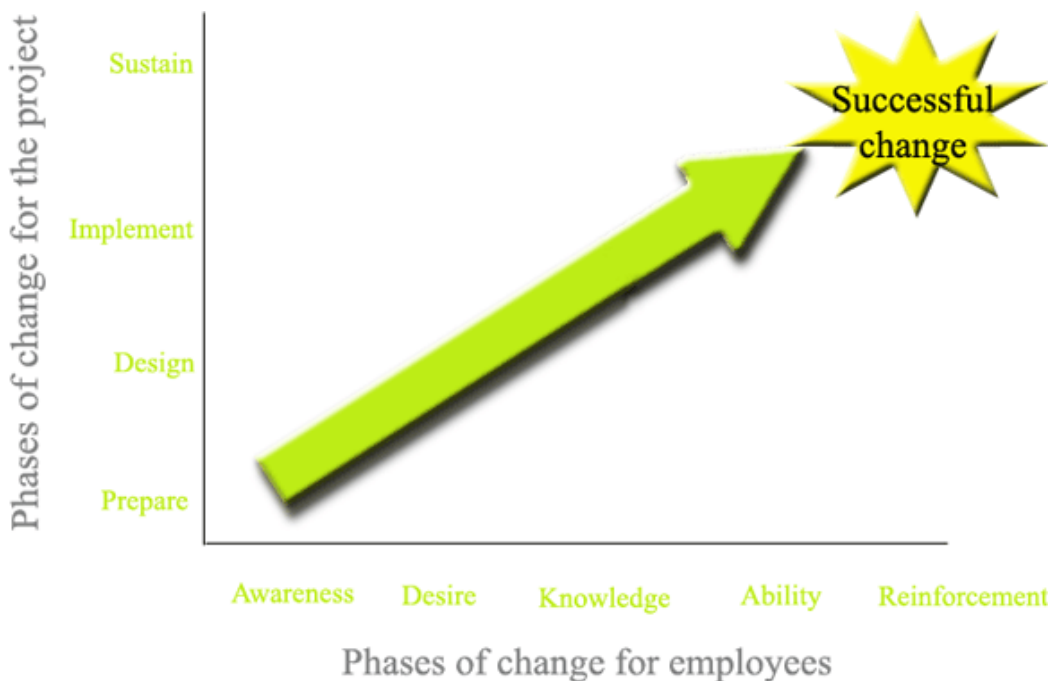 Phases of change for the project
Sustain
Implement
Design
Prepare
Successful
change
Awareness
Desire
Knowledge
Ability
Reinforcement
Phases of change for employees